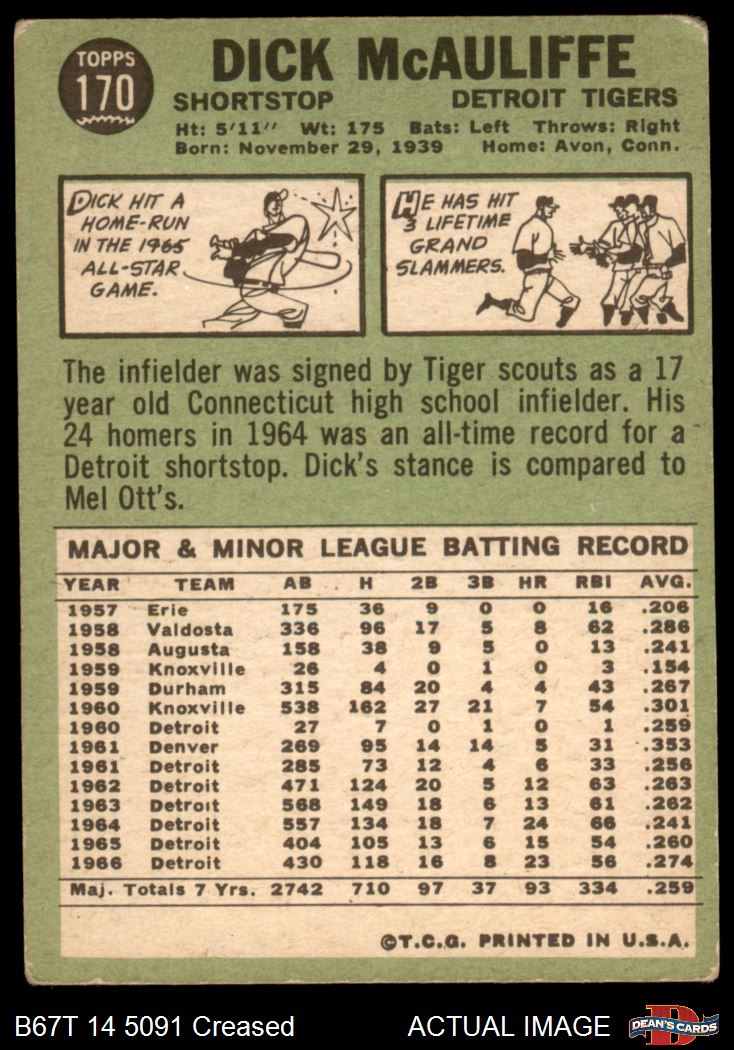 TOPPS
170
DICK McAULIFFE
SHORTSTOP DETROIT TIGERS
Ht: 5'11" Wt: 175 Bats: Left Throws: Right
Born: November 29, 1939 Home: Avon, Conn.
DICK HIT A
HOME-RUN
IN THE 1965
ALL-STAR
GAME.
HE HAS HIT
3 LIFETIME
GRAND
SLAMMERS.
The infielder was signed by Tiger scouts as a 17
year old Connecticut high school infielder. His
24 homers in 1964 was an all-time record for a
Detroit shortstop. Dick's stance is compared to
Mel Ott's.
MAJOR & MINOR LEAGUE BATTING RECORD
YEAR TEAM AB H 2B 3B HR RBI AVG.
1957 Erie 175 36 9 0 0 16 .206
1958 Valdosta 336 96 17 5 8 62 .286
1958 Augusta 158 38 9 5 0 13 .241
1959 Knoxville 26 4 0 1 0 3 .154
1959 Durham 315 84 20 4 4 43 .267
1960 Knoxville 538 162 27 21 7 54 .301
1960 Detroit 27 7 0 1 0 1 .259
1961 Denver 269 95 14 14 5 31 .353
1961 Detroit 285 73 12 4 6 33 .256
1962 Detroit 471 124 20 5 12 63 .263
1963 Detroit 568 149 18 6 13 61 .262
1964 Detroit 557 134 18 7 24 66 .241
1965 Detroit 404 105 13 6 15 54 .260
1966 Detroit 430 118 16 8 23 56 .274
Maj. Totals 7 Yrs. 2742 710 97 37 93 334 .259
©T.C.G. PRINTED IN U.S.A.
B67T 14 5091 Creased ACTUAL IMAGE D DEAN'S CARDS